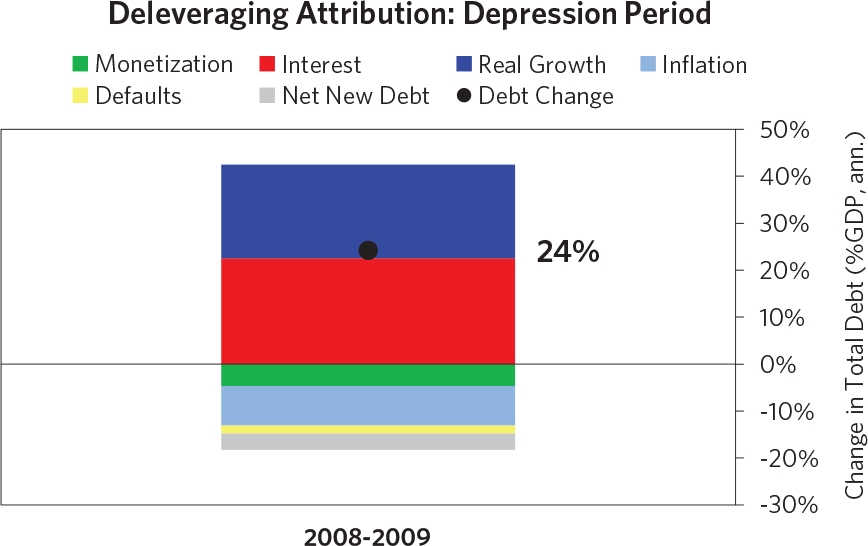 Deleveraging Attribution: Depression Period
Monetization Interest Real Growth Inflation
Defaults Net New Debt Debt Change
50%
40%
30%
24%
20%
10%
0%
-10%
-20%
-30%
Change in Total Debt (%GDP, ann.)
2008-2009